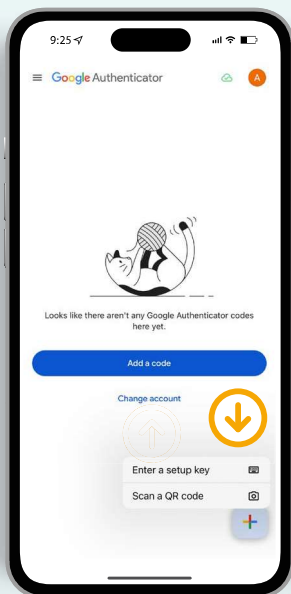 9:25
Google Authenticator
A
Looks like there aren't any Google Authenticator codes
here yet.
Add a code
Change account
Enter a setup key
Scan a QR code